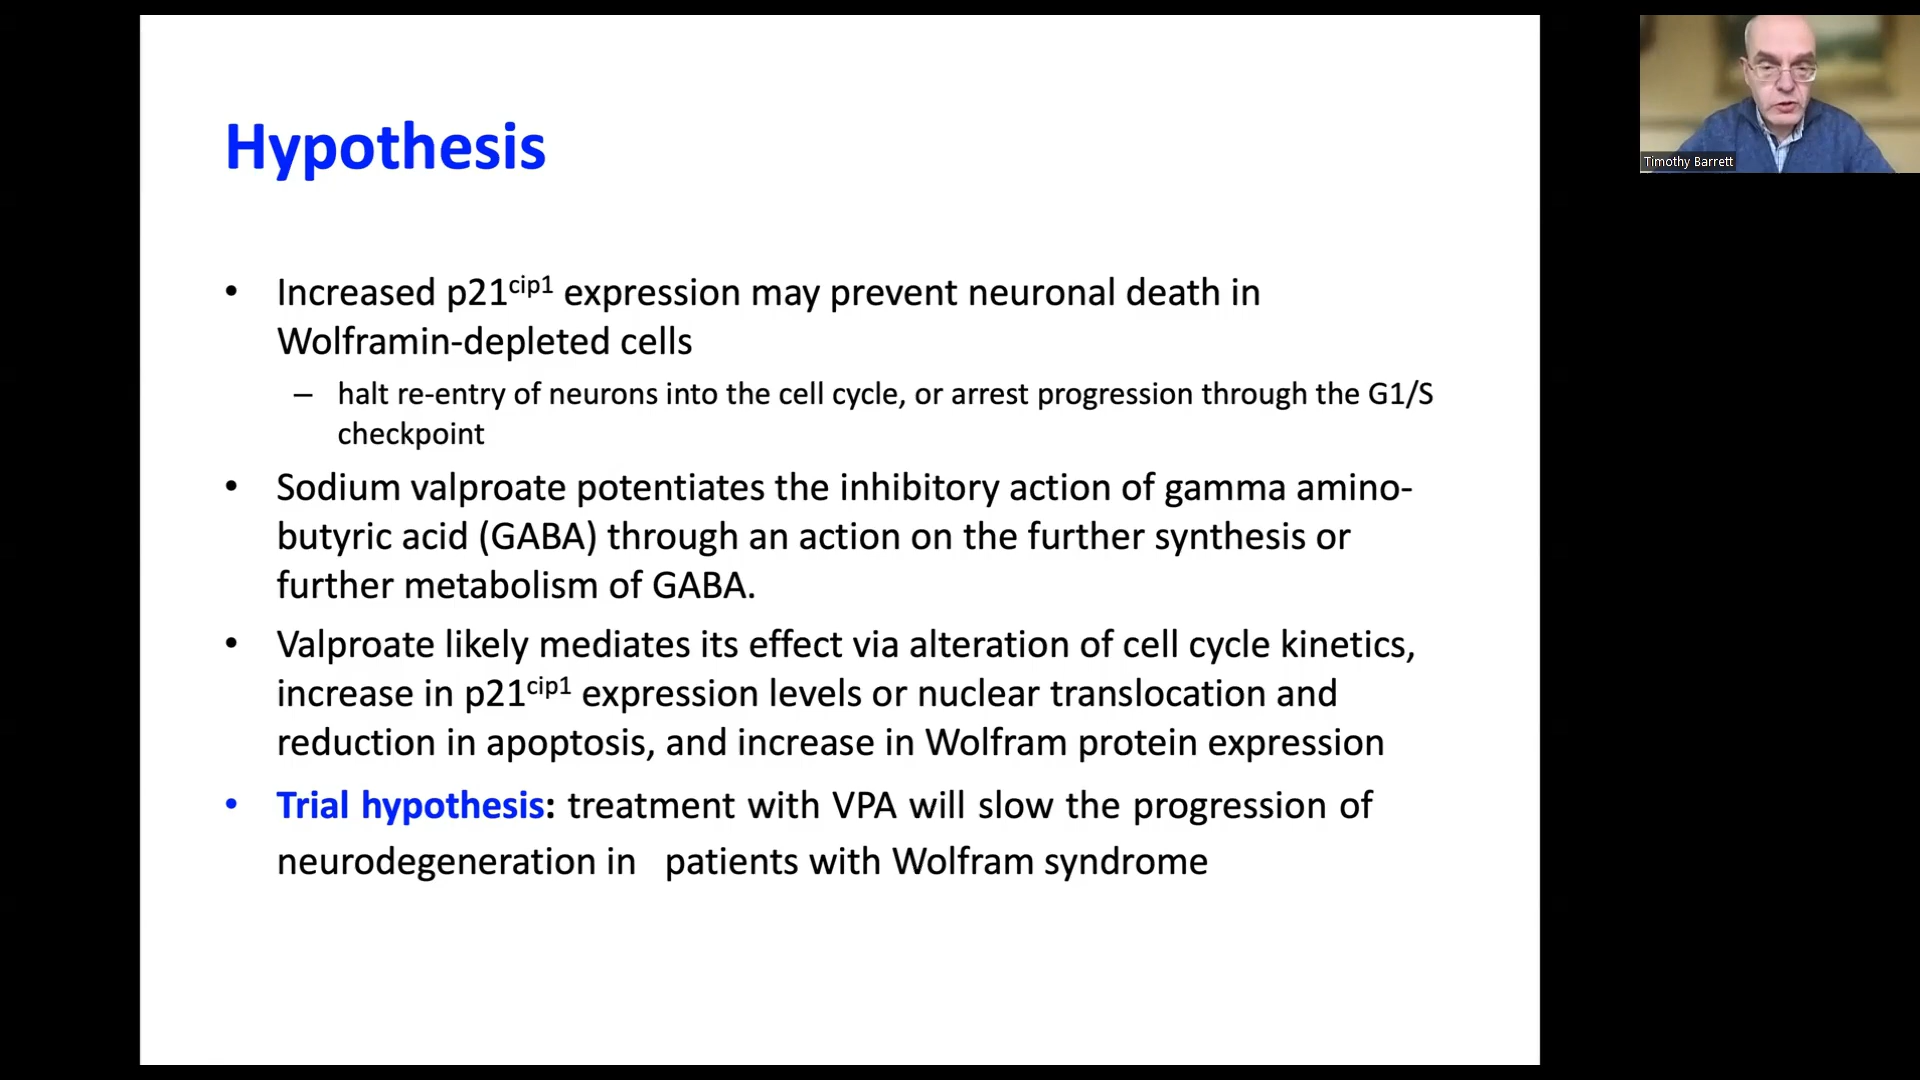 Hypothesis
• Increased p21cip1 expression may prevent neuronal death in
Wolframin-depleted cells
– halt re-entry of neurons into the cell cycle, or arrest progression through the G1/S
checkpoint
• Sodium valproate potentiates the inhibitory action of gamma amino-
butyric acid (GABA) through an action on the further synthesis or
further metabolism of GABA.
• Valproate likely mediates its effect via alteration of cell cycle kinetics,
increase in p21cip1 expression levels or nuclear translocation and
reduction in apoptosis, and increase in Wolfram protein expression
• Trial hypothesis: treatment with VPA will slow the progression of
neurodegeneration in patients with Wolfram syndrome
Timothy Barrett